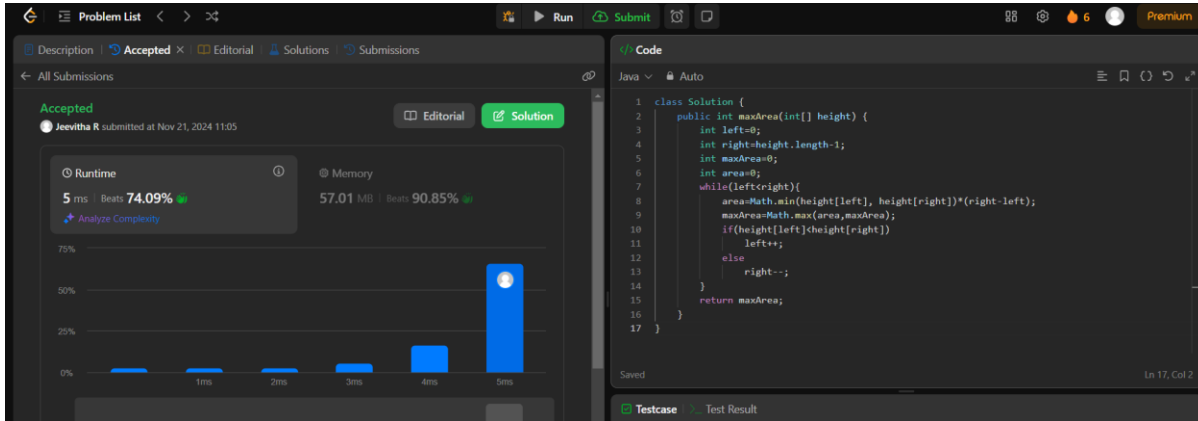 Problem List
Run
Submit
6
Premium
Description
Accepted
Editorial
Solutions
Submissions
All Submissions
Accepted
Jeevitha R submitted at Nov 21, 2024 11:05
Editorial
Solution
Runtime
5 ms Beats 74.09%
Analyze Complexity
Memory
57.01 MB Beats 90.85%
75%
50%
25%
0%
1ms 2ms 3ms 4ms 5ms
</> Code
Java Auto
1 class Solution {
2 public int maxArea(int[] height) {
3 int left=0;
4 int right=height.length-1;
5 int maxArea=0;
6 int area=0;
7 while(left<right){
8 area=Math.min(height[left], height[right])*(right-left);
9 maxArea=Math.max(area,maxArea);
10 if(height[left]<height[right])
11 left++;
12 else
13 right--;
14 }
15 return maxArea;
16 }
17 }
Saved
Ln 17, Col 2
Testcase
Test Result